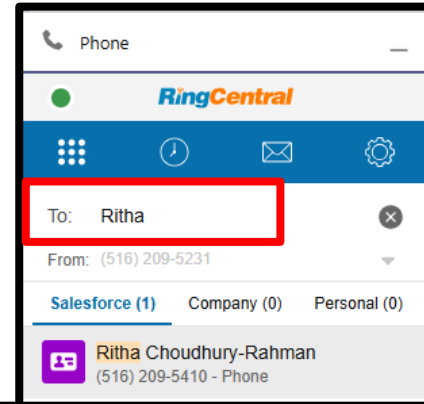 Phone
RingCentral
To: Ritha
From: (516) 209-5231
Salesforce (1) Company (0) Personal (0)
Ritha Choudhury-Rahman
(516) 209-5410 - Phone